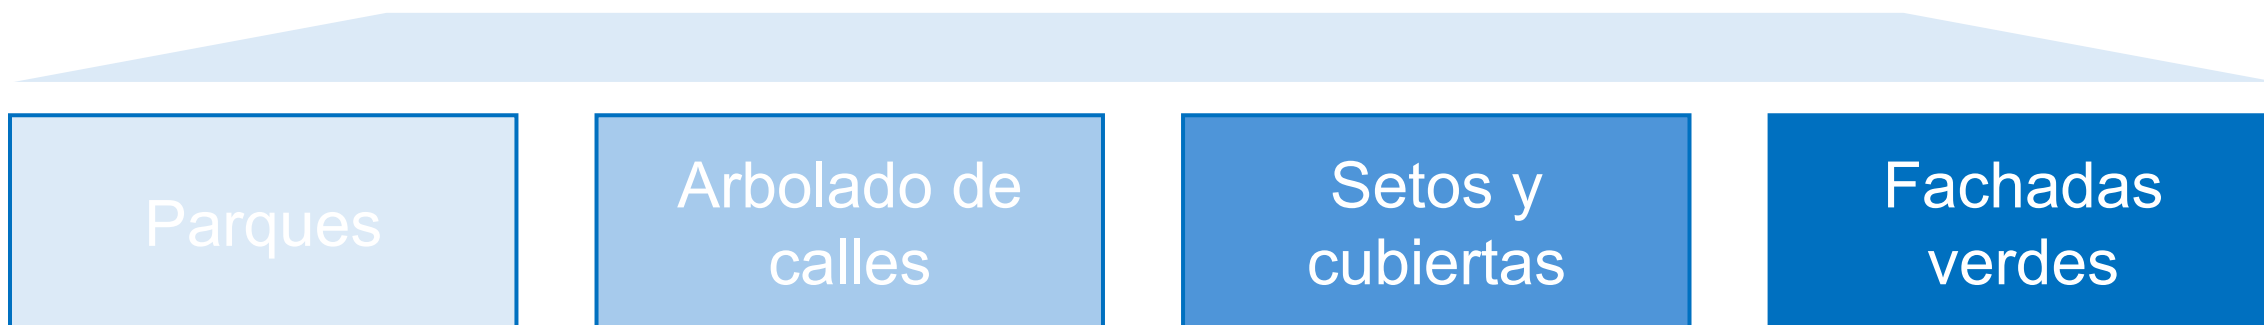 Parques
Arbolado de
calles
Setos y
cubiertas
Fachadas
verdes